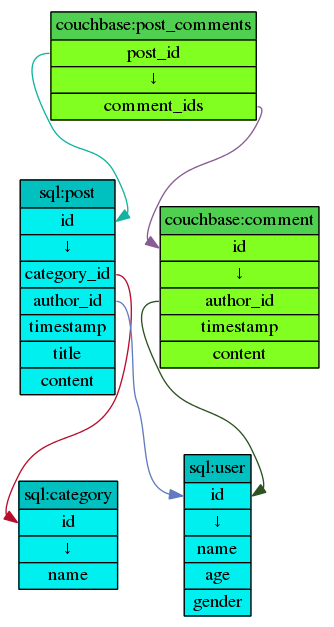 couchbase:post_comments
post_id
↓
comment_ids
sql:post
id
↓
category_id
author_id
timestamp
title
content
couchbase:comment
id
↓
author_id
timestamp
content
sql:category
id
↓
name
sql:user
id
↓
name
age
gender